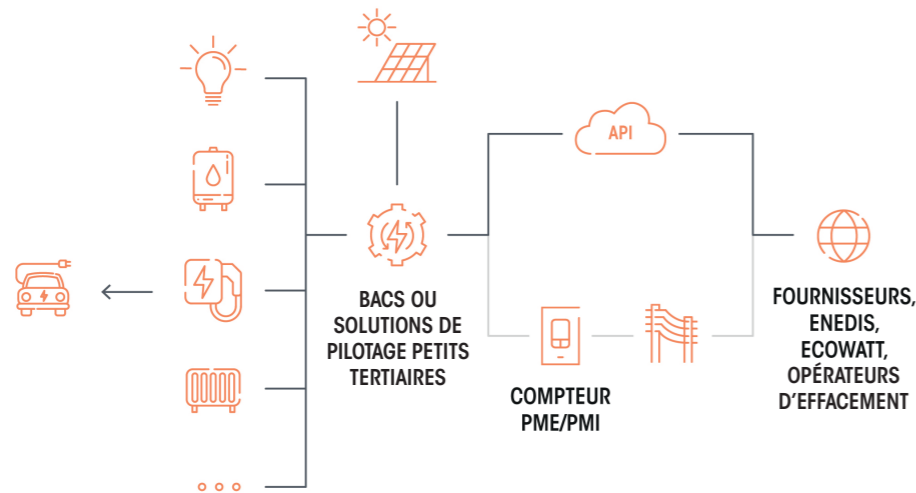 API
BACS OU
SOLUTIONS DE
PILOTAGE PETITS
TERTIAIRES
COMPTEUR
PME/PMI
FOURNISSEURS,
ENEDIS,
ECOWATT,
OPÉRATEURS
D'EFFACEMENT